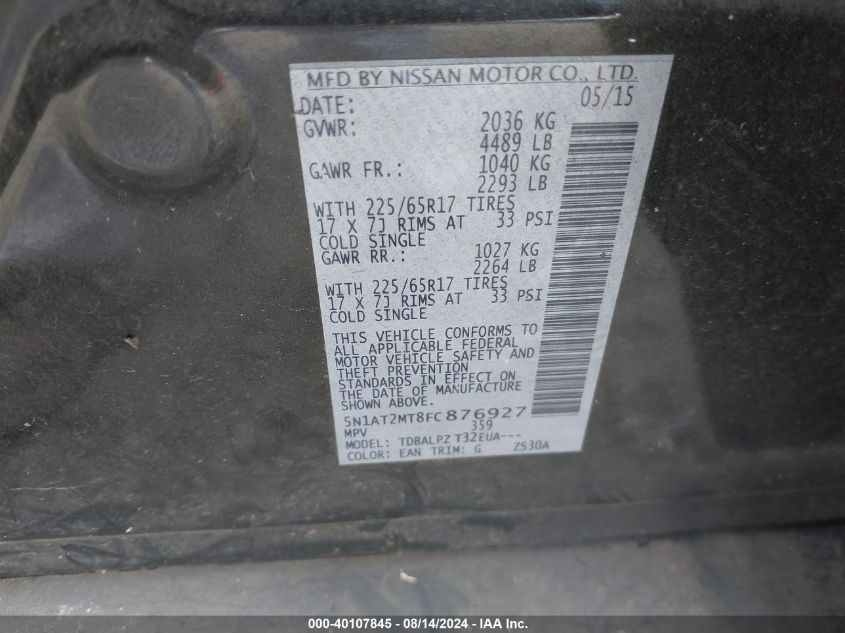 MFD BY NISSAN MOTOR CO., LTD.
DATE: 05/15
GVWR: 2036 KG
4489 LB
GAWR FR.: 1040 KG
2293 LB
WITH 225/65R17 TIRES
17 X 7J RIMS AT 33 PSI
COLD SINGLE
GAWR RR.: 1027 KG
2264 LB
WITH 225/65R17 TIRES
17 X 7J RIMS AT 33 PSI
COLD SINGLE
THIS VEHICLE CONFORMS TO
ALL APPLICABLE FEDERAL
MOTOR VEHICLE SAFETY AND
THEFT PREVENTION
STANDARDS IN EFFECT ON
THE DATE OF MANUFACTURE
SHOWN ABOVE.
5N1AT2MT8FC876927
MPV 359
MODEL: TDBALPZ T32EUA---
COLOR: EAN TRIM: G ZS30A
000-40107845 - 08/14/2024 - IAA Inc.